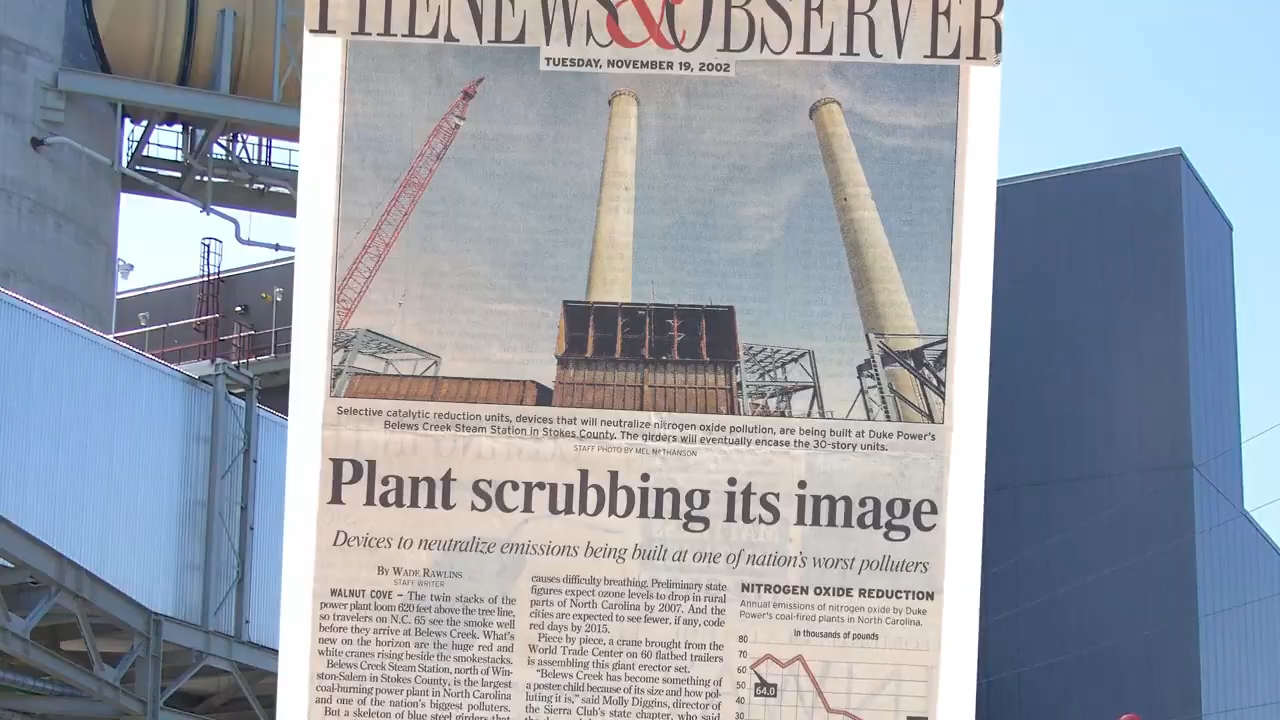 THE NEWS & OBSERVER
TUESDAY, NOVEMBER 19, 2002
Selective catalytic reduction units, devices that will neutralize nitrogen oxide pollution, are being built at Duke Power's
Belews Creek Steam Station in Stokes County. The girders will eventually encase the 30-story units.
STAFF PHOTO BY MEL NATHANSON
Plant scrubbing its image
Devices to neutralize emissions being built at one of nation's worst polluters
By Wade Rawlins
STAFF WRITER
WALNUT COVE – The twin stacks of the
power plant loom 620 feet above the tree line,
so travelers on N.C. 65 see the smoke well
before they arrive at Belews Creek. What's
new on the horizon are the huge red and
white cranes rising beside the smokestacks.
Belews Creek Steam Station, north of Win-
ston-Salem in Stokes County, is the largest
coal-burning power plant in North Carolina
and one of the nation's biggest polluters.
But a skeleton of blue steel girders that
causes difficulty breathing. Preliminary state
figures expect ozone levels to drop in rural
parts of North Carolina by 2007. And the
cities are expected to see fewer, if any, code
red days by 2015.
Piece by piece, a crane brought from the
World Trade Center on 60 flatbed trailers
is assembling this giant erector set.
"Belews Creek has become something of
a poster child because of its size and how pol-
luting it is," said Molly Diggins, director of
the Sierra Club's state chapter, who said
NITROGEN OXIDE REDUCTION
Annual emissions of nitrogen oxide by Duke
Power's coal-fired plants in North Carolina.
In thousands of pounds
80
70
60
50
64.0
40
30